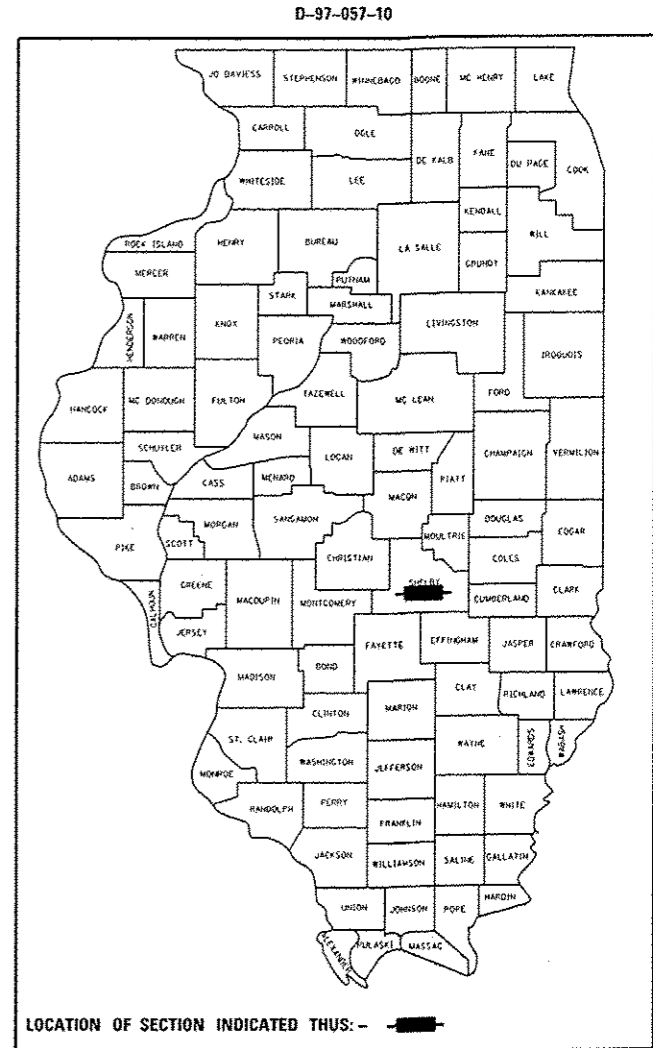 D-97-057-10
JO DAVIESS STEPHENSON WINNEBAGO BOONE MC HENRY LAKE
CARROLL OGLE DE KALB KANE DU PAGE COOK
WHITESIDE LEE
KENDALL
ROCK ISLAND HENRY BUREAU LA SALLE GRUNDY WILL
MERCER PUTNAM KANKAKEE
STARK MARSHALL
HENDERSON WARREN KNOX PEORIA WOODFORD LIVINGSTON IROQUOIS
HANCOCK MC DONOUGH FULTON TAZEWELL MC LEAN FORD
SCHUYLER MASON LOGAN DE WITT CHAMPAIGN VERMILION
ADAMS BROWN CASS MENARD MACON PIATT
PIKE SCOTT MORGAN SANGAMON CHRISTIAN MOULTRIE DOUGLAS EDGAR
COLES
CALHOUN GREENE MACOUPIN MONTGOMERY SHELBY CUMBERLAND CLARK
JERSEY FAYETTE EFFINGHAM JASPER CRAWFORD
MADISON BOND CLAY RICHLAND LAWRENCE
CLINTON MARION
ST. CLAIR WAYNE EDWARDS WABASH
MONROE WASHINGTON JEFFERSON
RANDOLPH PERRY HAMILTON WHITE
FRANKLIN
JACKSON WILLIAMSON SALINE GALLATIN
UNION JOHNSON POPE HARDIN
ALEXANDER PULASKI MASSAC
LOCATION OF SECTION INDICATED THUS: -